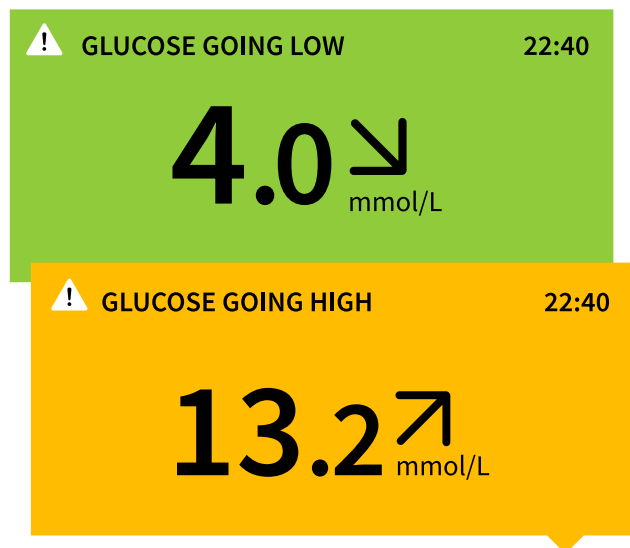 GLUCOSE GOING LOW 22:40
4.0
mmol/L
GLUCOSE GOING HIGH 22:40
13.2
mmol/L